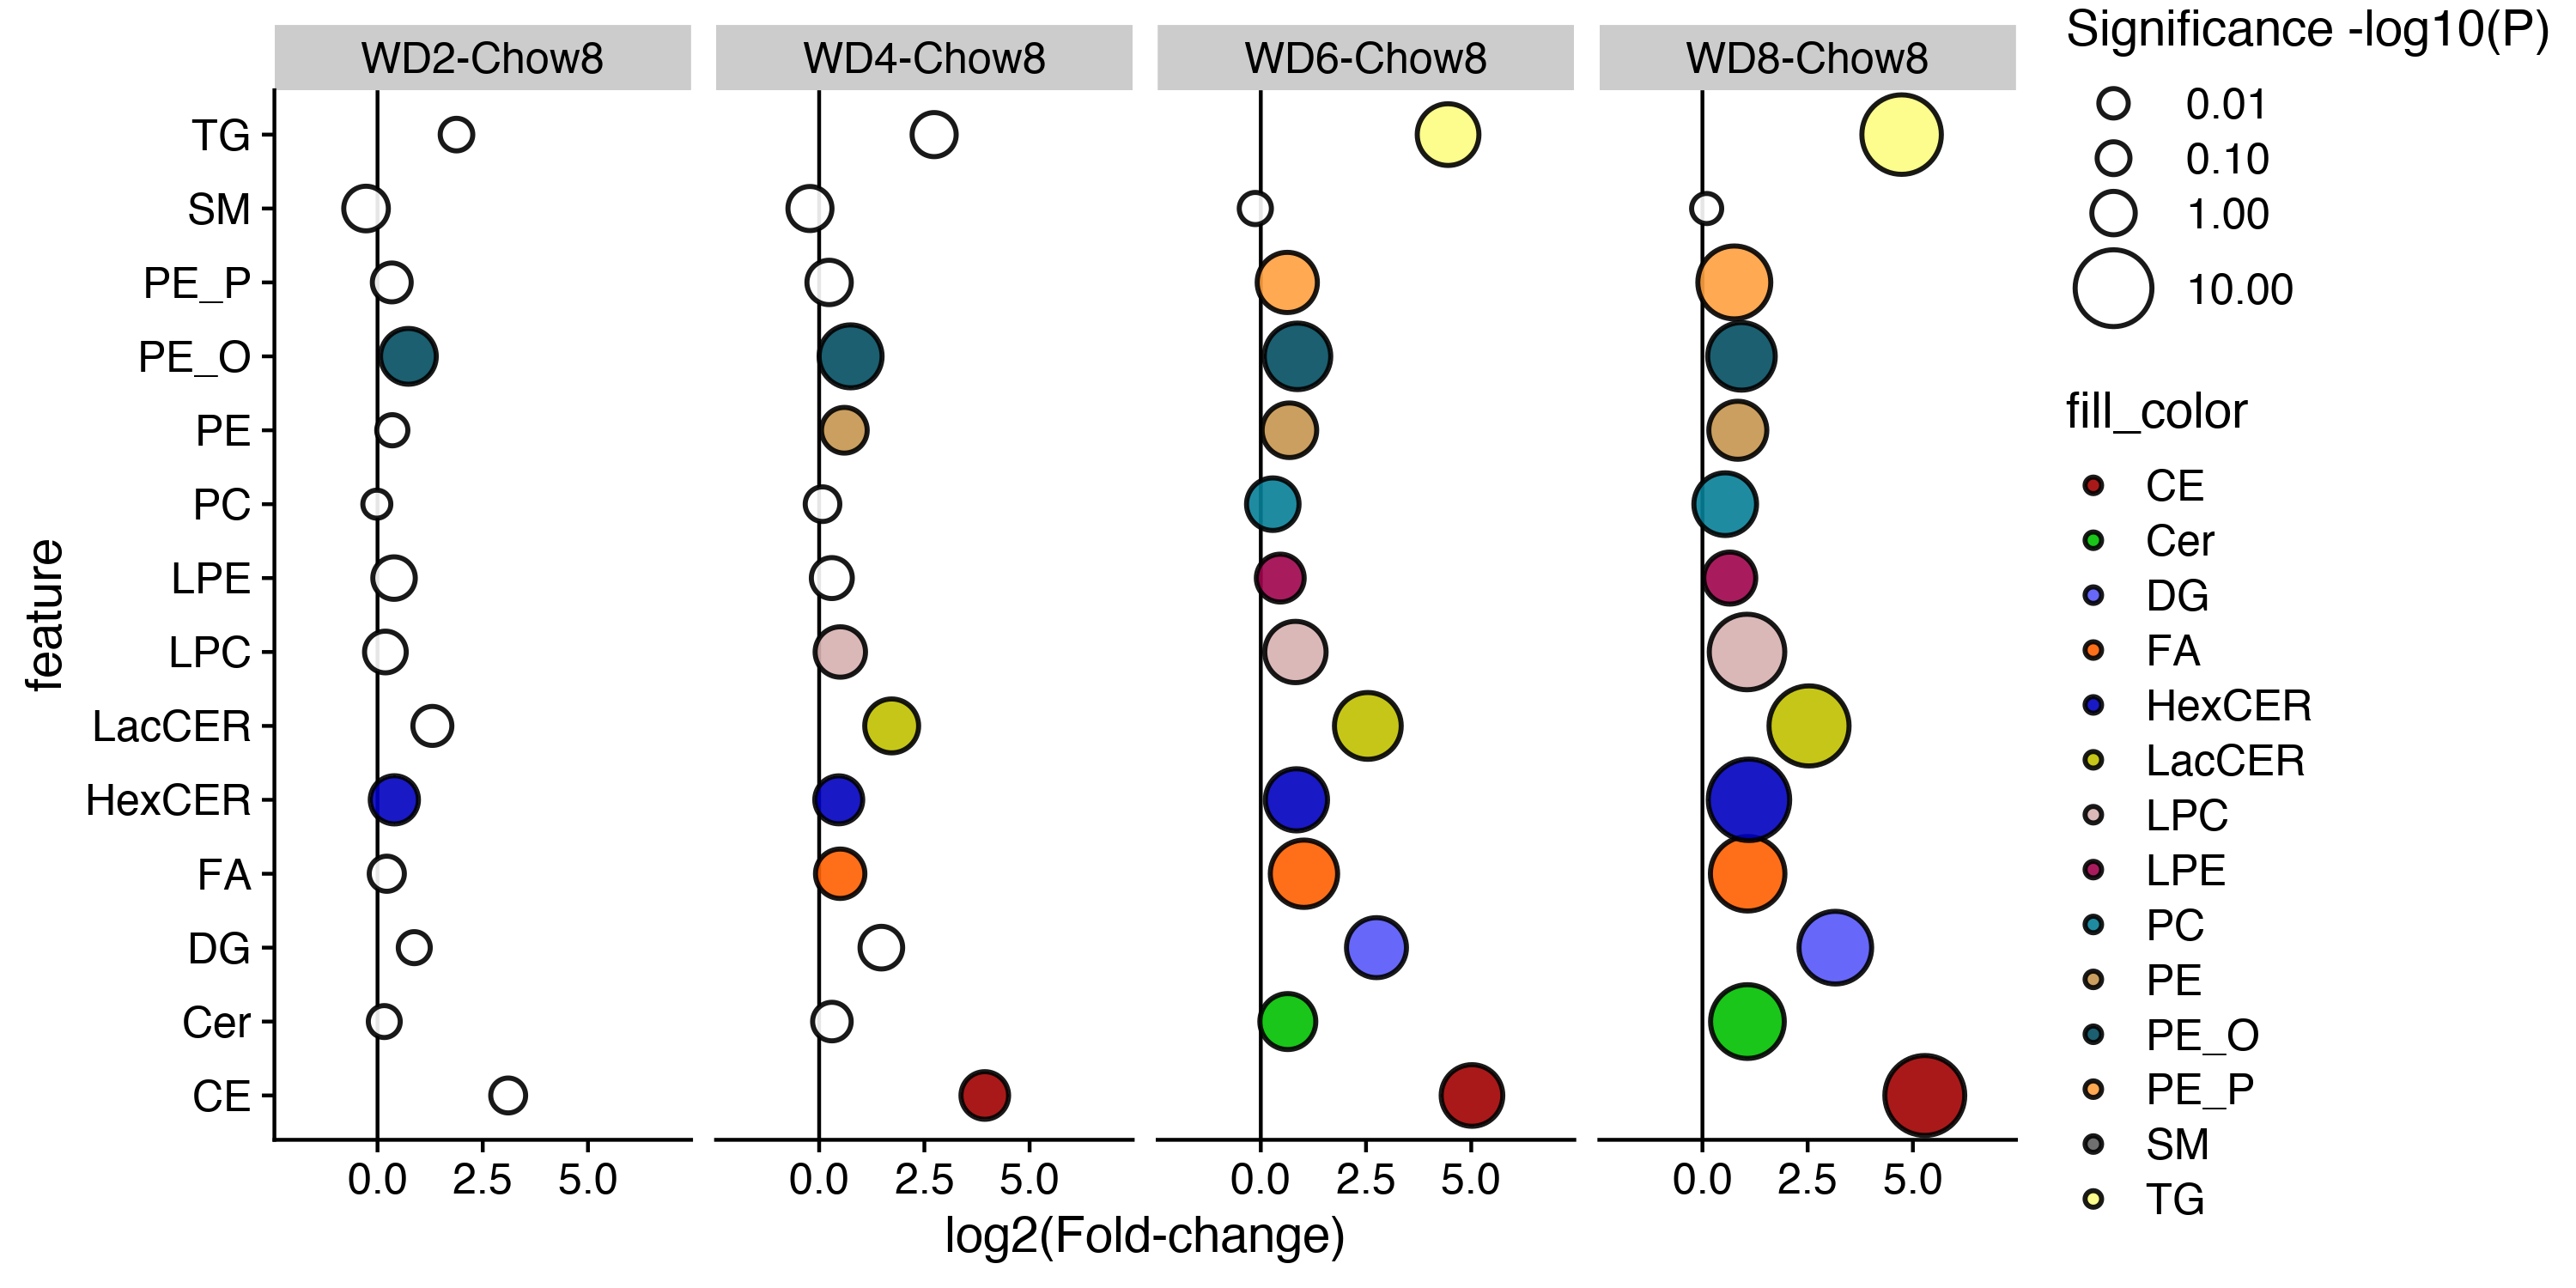 WD2-Chow8 WD4-Chow8 WD6-Chow8 WD8-Chow8
TG
SM
PE_P
PE_O
PE
PC
LPE
LPC
LacCER
HexCER
FA
DG
Cer
CE
feature
0.0 2.5 5.0 0.0 2.5 5.0 0.0 2.5 5.0 0.0 2.5 5.0
log2(Fold-change)
Significance -log10(P)
0.01
0.10
1.00
10.00
fill_color
CE
Cer
DG
FA
HexCER
LacCER
LPC
LPE
PC
PE
PE_O
PE_P
SM
TG